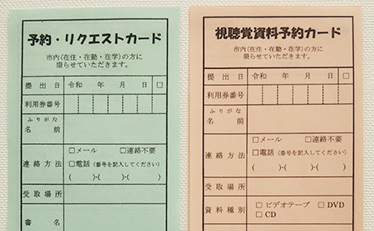 予約・リクエストカード
市内(在住・在勤・在学)の方に
限らせていただきます。
提出日 令和 年 月 日 □
利用券番号
ふりがな
名前
連絡方法 □メール □連絡不要
□電話(番号を記入してください)
( )-( )-( )
受取場所
書名
視聴覚資料予約カード
市内(在住・在勤・在学)の方に
限らせていただきます。
提出日 令和 年 月 日 □
利用券番号
ふりがな
名前
連絡方法 □メール □連絡不要
□電話(番号を記入してください)
( )-( )-( )
受取場所
資料種別 □ビデオテープ □DVD
□CD